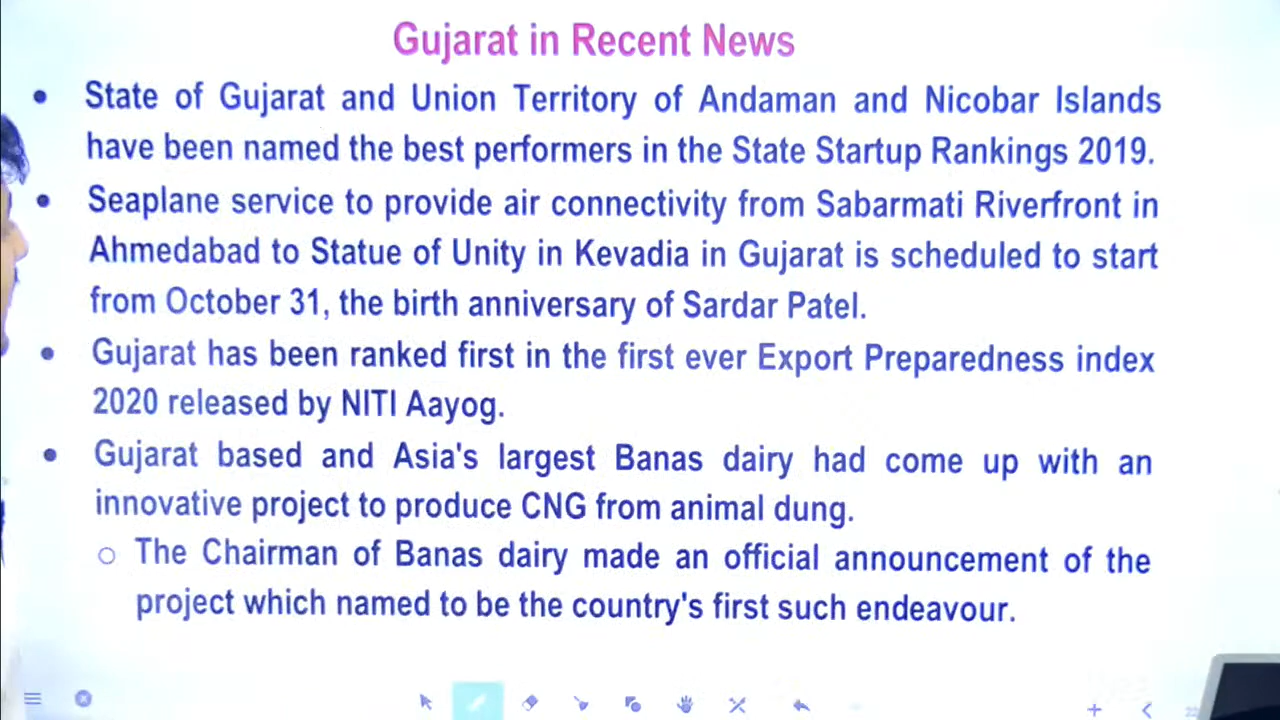 Gujarat in Recent News
• State of Gujarat and Union Territory of Andaman and Nicobar Islands
have been named the best performers in the State Startup Rankings 2019.
• Seaplane service to provide air connectivity from Sabarmati Riverfront in
Ahmedabad to Statue of Unity in Kevadia in Gujarat is scheduled to start
from October 31, the birth anniversary of Sardar Patel.
• Gujarat has been ranked first in the first ever Export Preparedness index
2020 released by NITI Aayog.
• Gujarat based and Asia's largest Banas dairy had come up with an
innovative project to produce CNG from animal dung.
○ The Chairman of Banas dairy made an official announcement of the
project which named to be the country's first such endeavour.